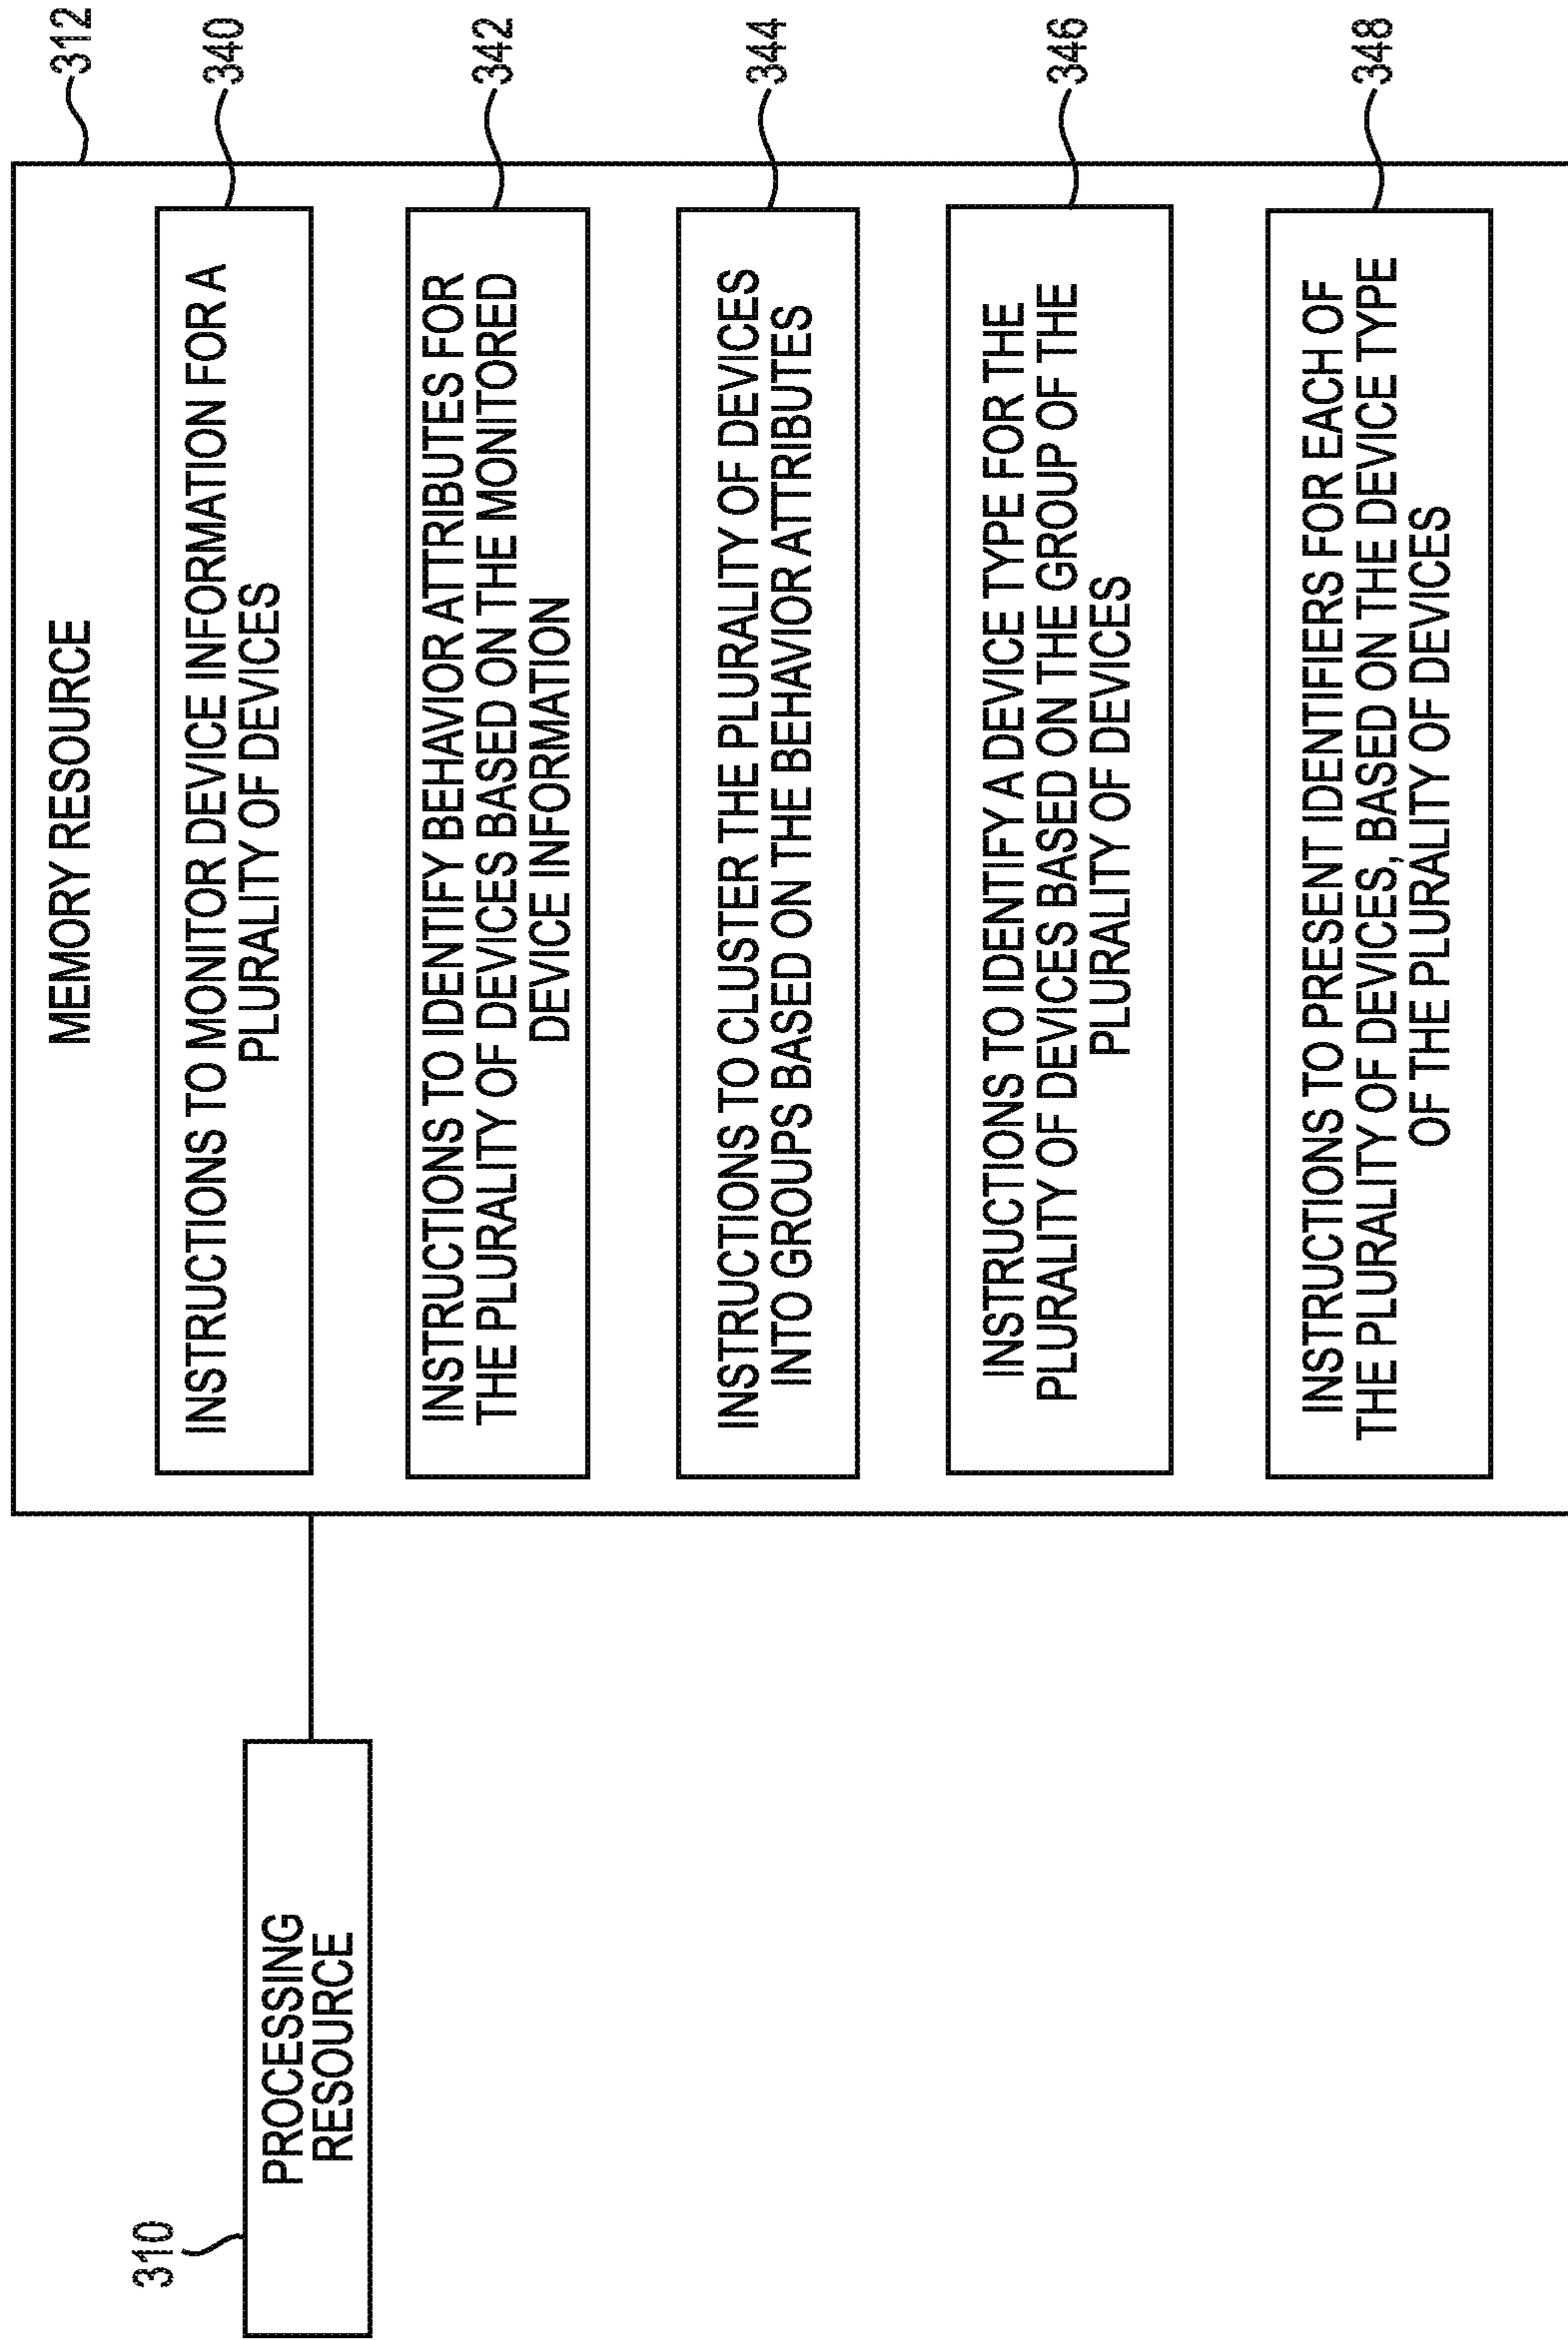 312
MEMORY RESOURCE
INSTRUCTIONS TO MONITOR DEVICE INFORMATION FOR A
PLURALITY OF DEVICES
340
INSTRUCTIONS TO IDENTIFY BEHAVIOR ATTRIBUTES FOR
THE PLURALITY OF DEVICES BASED ON THE MONITORED
DEVICE INFORMATION
342
INSTRUCTIONS TO CLUSTER THE PLURALITY OF DEVICES
INTO GROUPS BASED ON THE BEHAVIOR ATTRIBUTES
344
INSTRUCTIONS TO IDENTIFY A DEVICE TYPE FOR THE
PLURALITY OF DEVICES BASED ON THE GROUP OF THE
PLURALITY OF DEVICES
346
INSTRUCTIONS TO PRESENT IDENTIFIERS FOR EACH OF
THE PLURALITY OF DEVICES, BASED ON THE DEVICE TYPE
OF THE PLURALITY OF DEVICES
348
310
PROCESSING
RESOURCE